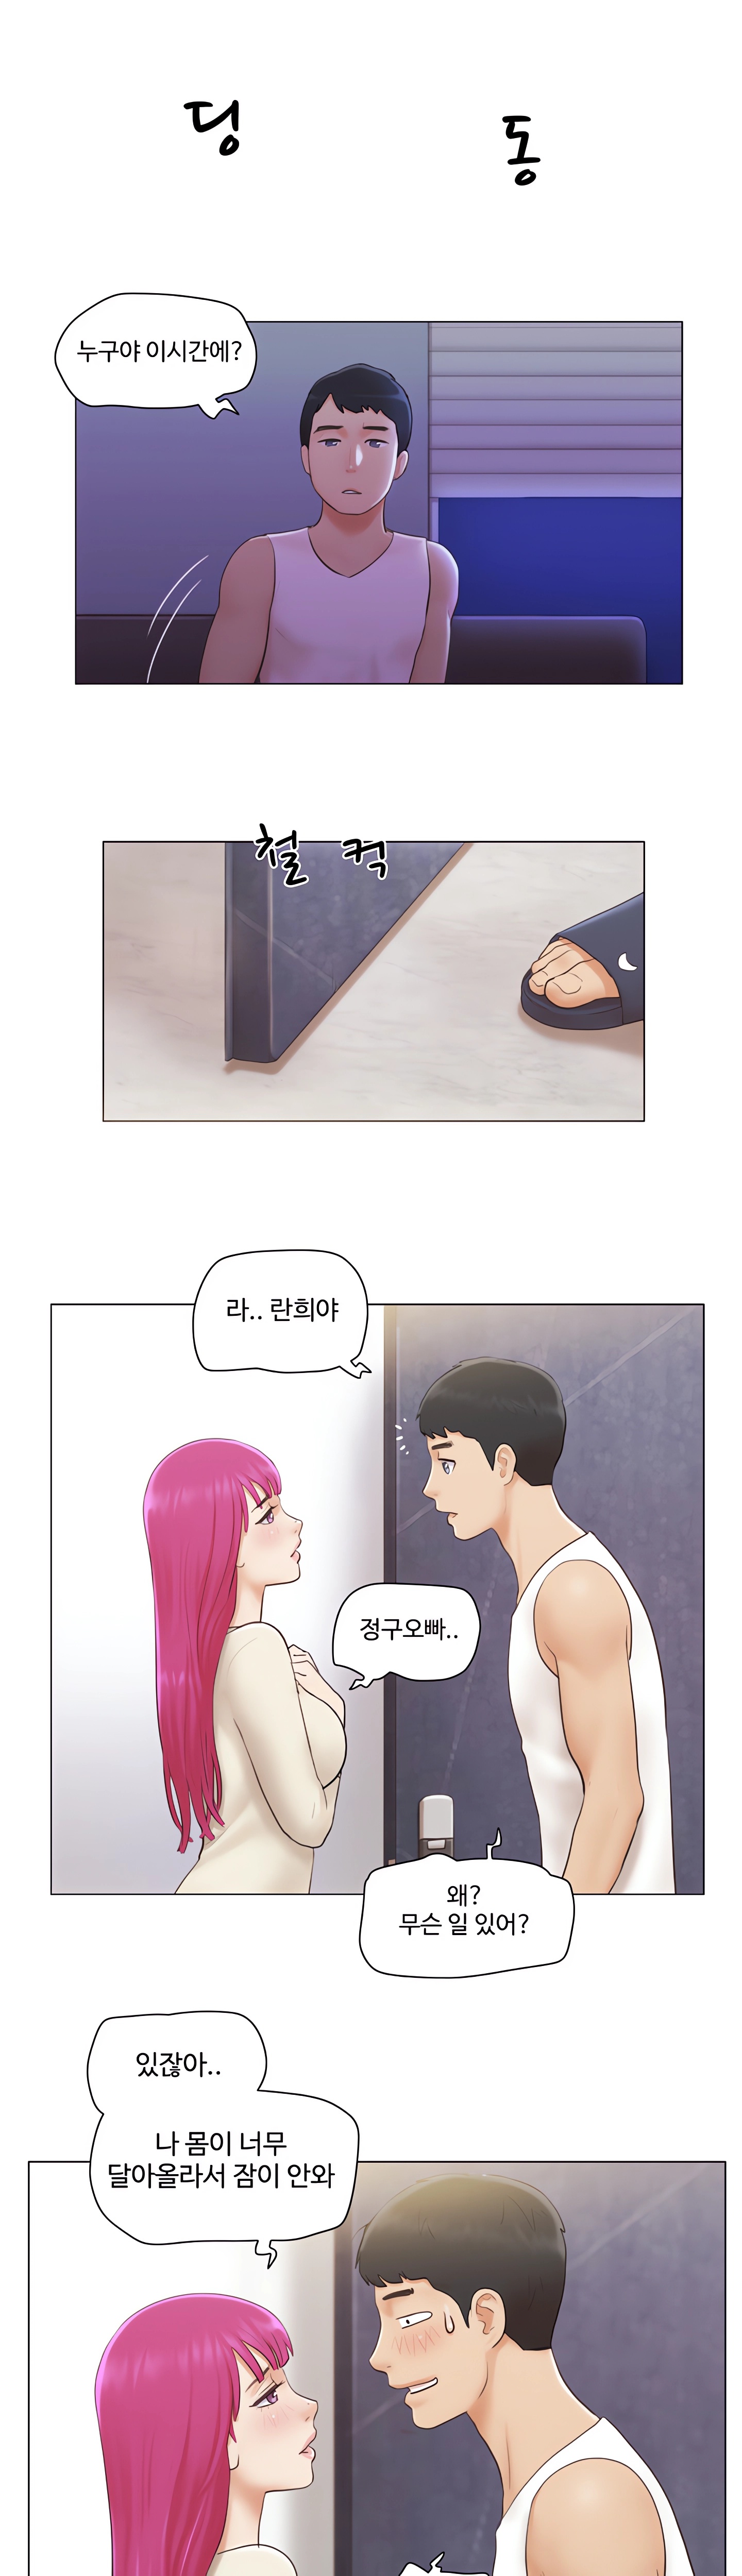 딩 동
누구야 이시간에?
철 컥
라.. 란희야
정구오빠..
왜?
무슨 일 있어?
있잖아..
나 몸이 너무
달아올라서 잠이 안와